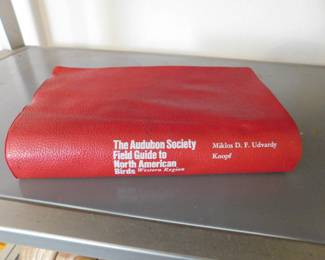 The Audubon Society
Field Guide to
North American
Birds Western Region
Miklos D. F. Udvardy
Knopf